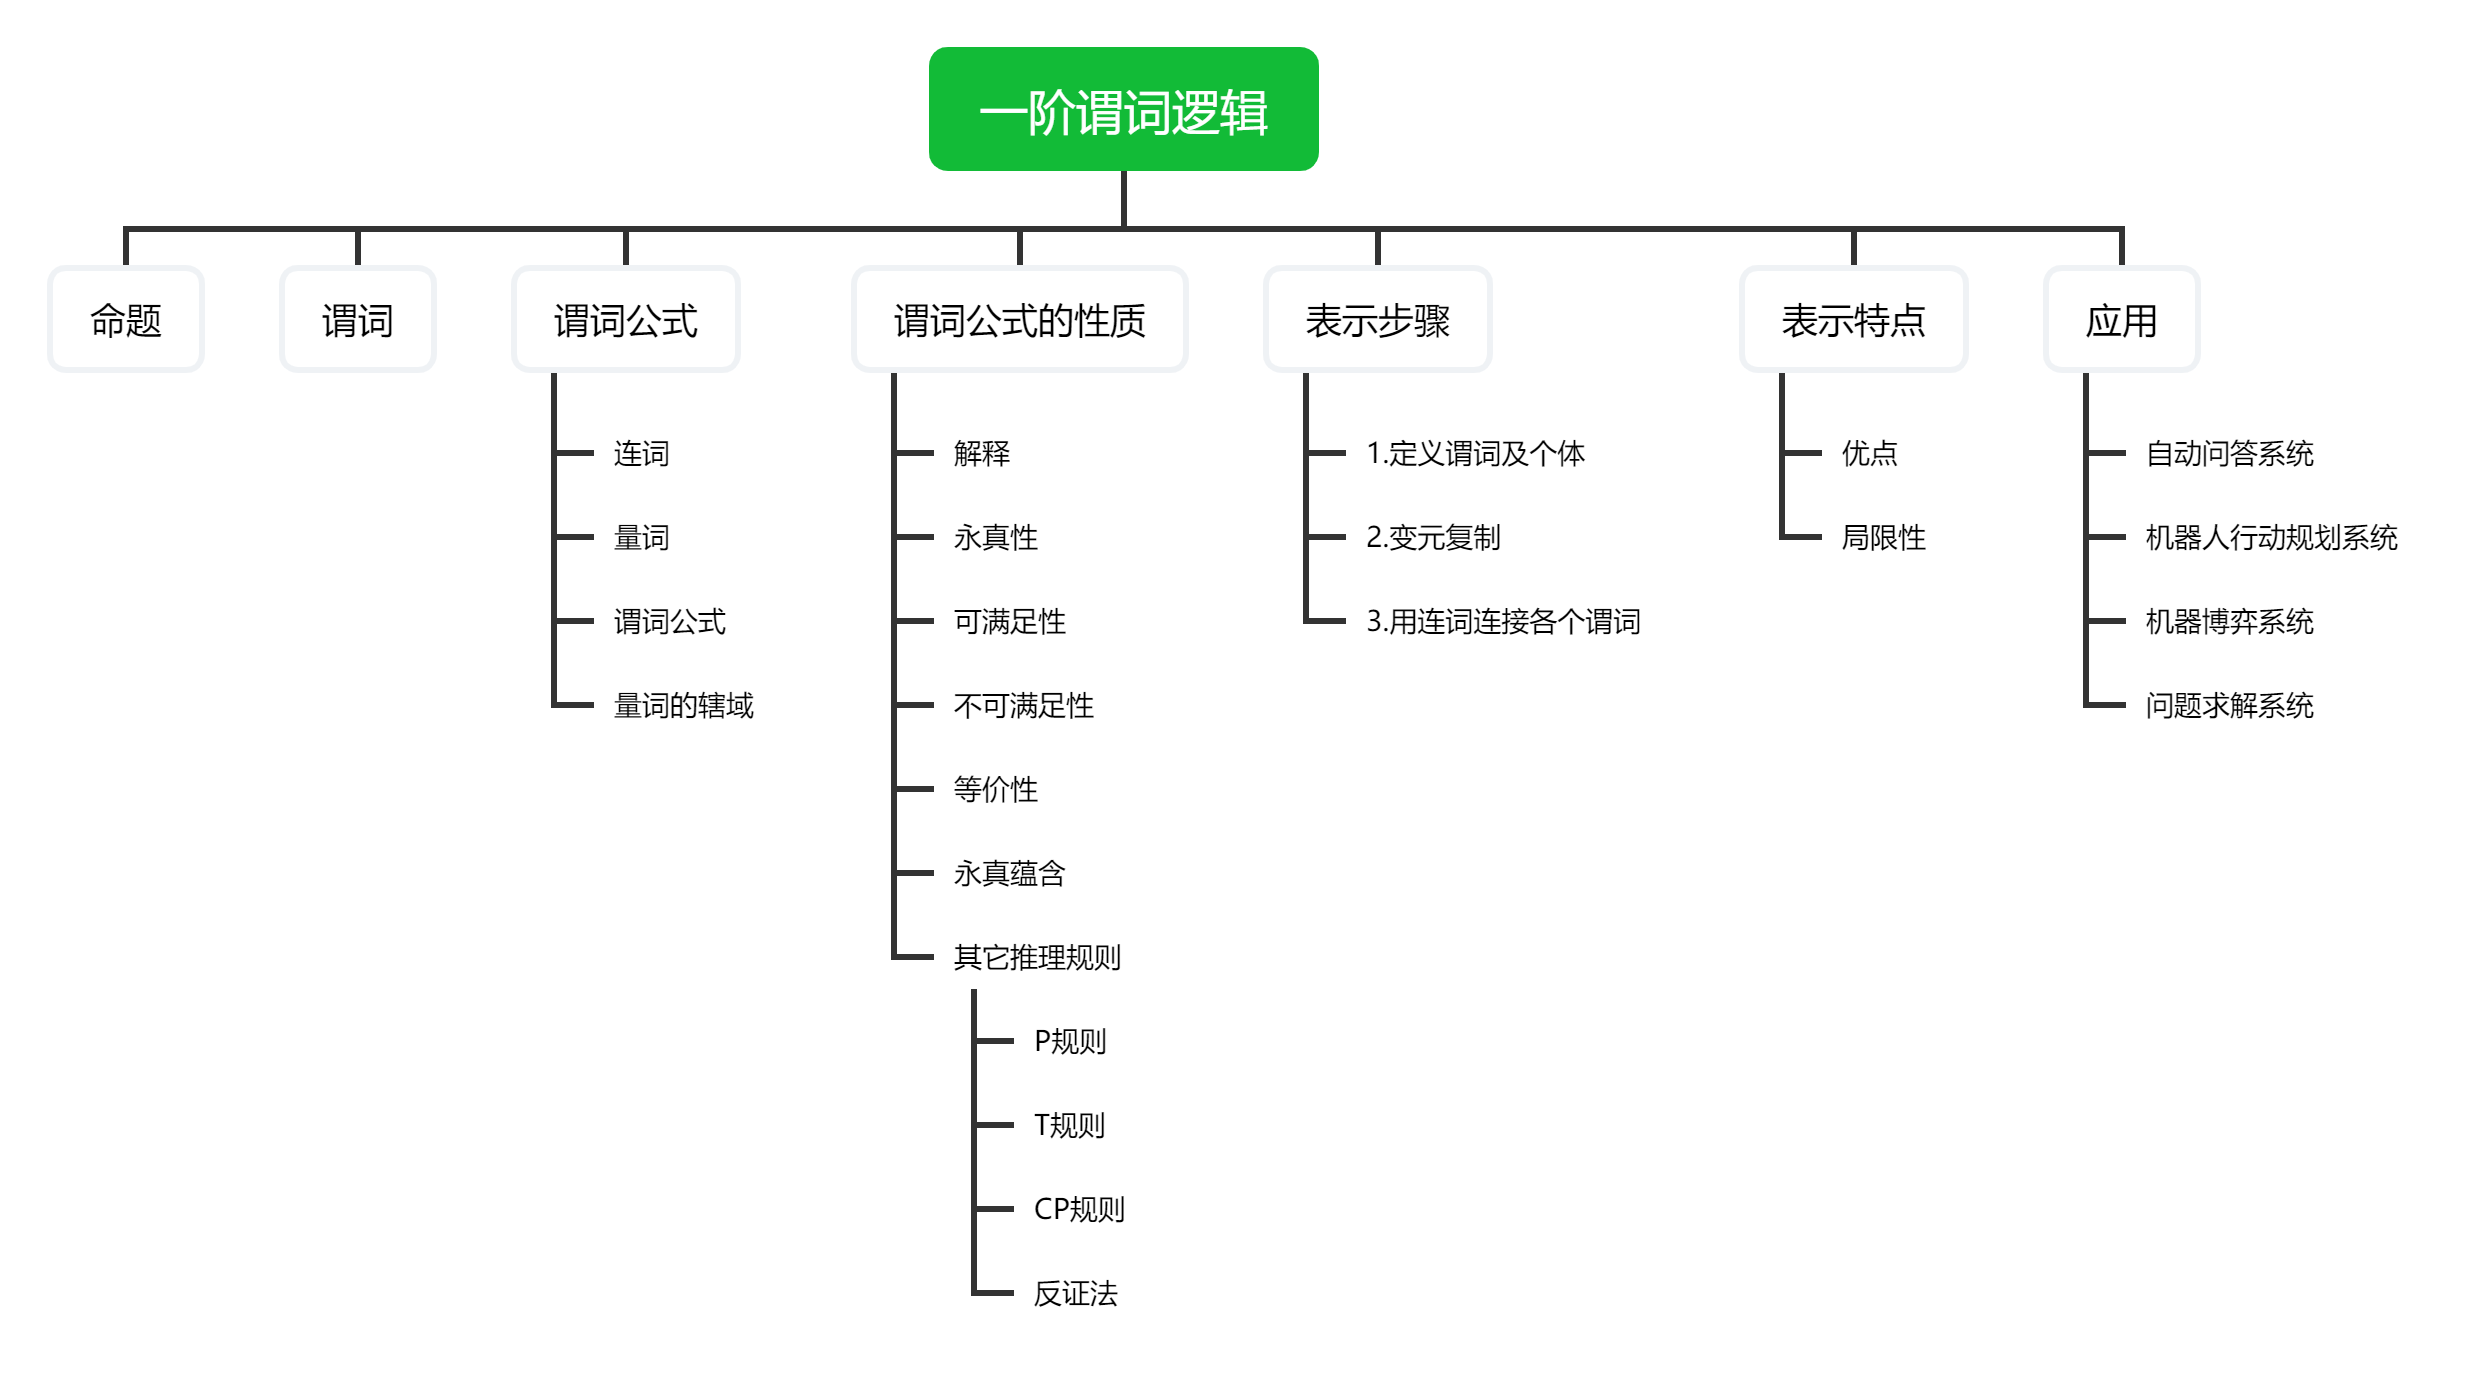 一阶谓词逻辑
命题
谓词
谓词公式
连词
量词
谓词公式
量词的辖域
谓词公式的性质
解释
永真性
可满足性
不可满足性
等价性
永真蕴含
其它推理规则
P规则
T规则
CP规则
反证法
表示步骤
1.定义谓词及个体
2.变元复制
3.用连词连接各个谓词
表示特点
优点
局限性
应用
自动问答系统
机器人行动规划系统
机器博弈系统
问题求解系统